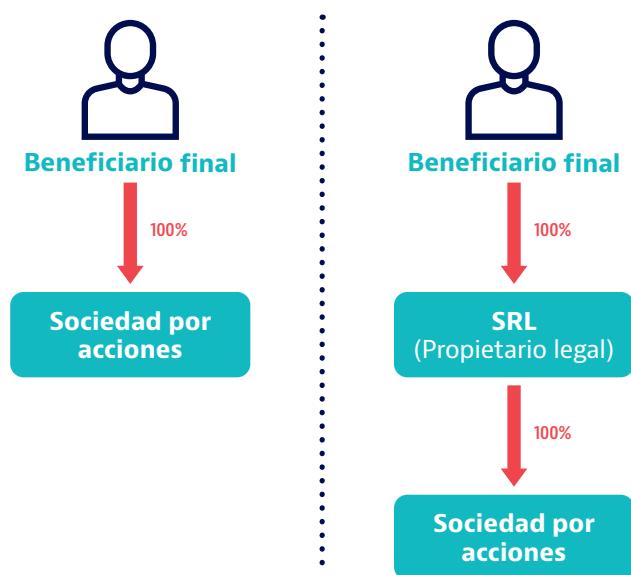 Beneficiario final
100%
Sociedad por
acciones
Beneficiario final
100%
SRL
(Propietario legal)
100%
Sociedad por
acciones